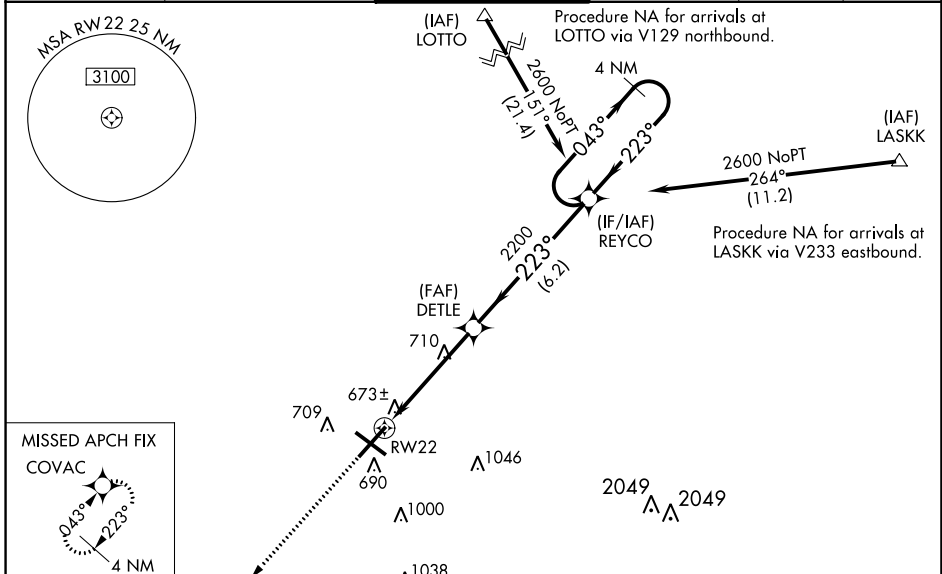 MSA RW22 25 NM
3100
(IAF)
LOTTO
Procedure NA for arrivals at
LOTTO via V129 northbound.
2600 NoPT
151°
(21.4)
4 NM
043°
223°
(IAF)
LASKK
2600 NoPT
264°
(11.2)
(IF/IAF)
REYCO
Procedure NA for arrivals at
LASKK via V233 eastbound.
2200
223°
(6.2)
(FAF)
DETLE
710
673±
709
RW22
690
1046
1000
2049
2049
1038
MISSED APCH FIX
COVAC
043°
223°
4 NM